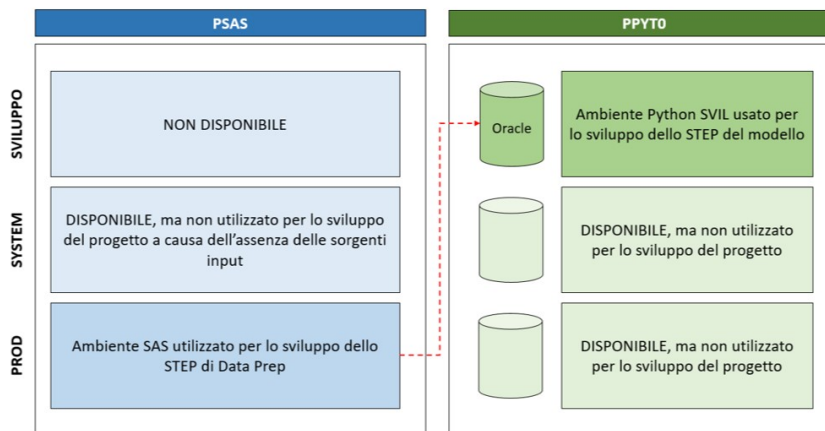 PSAS
PPYT0
SVILUPPO
NON DISPONIBILE
Oracle
Ambiente Python SVIL usato per
lo sviluppo dello STEP del modello
SYSTEM
DISPONIBILE, ma non utilizzato per lo sviluppo
del progetto a causa dell'assenza delle sorgenti
input
DISPONIBILE, ma non utilizzato
per lo sviluppo del progetto
PROD
Ambiente SAS utilizzato per lo sviluppo dello
STEP di Data Prep
DISPONIBILE, ma non utilizzato
per lo sviluppo del progetto